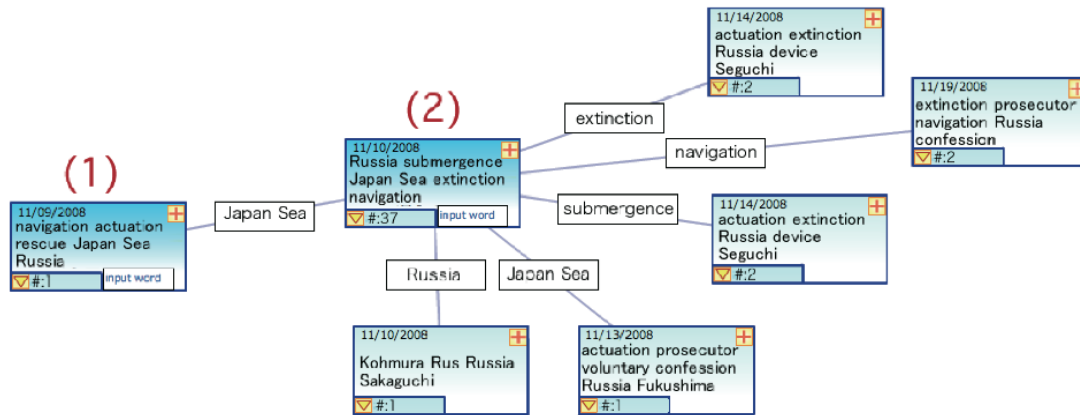 (1)
11/09/2008
navigation actuation
rescue Japan Sea
Russia
#:1
input word
Japan Sea
(2)
11/10/2008
Russia submergence
Japan Sea extinction
navigation
#:37
input word
extinction
11/14/2008
actuation extinction
Russia device
Seguchi
#:2
navigation
11/19/2008
extinction prosecutor
navigation Russia
confession
#:2
submergence
11/14/2008
actuation extinction
Russia device
Seguchi
#:2
Russia
11/10/2008
Kohmura Rus Russia
Sakaguchi
#:1
Japan Sea
11/13/2008
actuation prosecutor
voluntary confession
Russia Fukushima
#:1